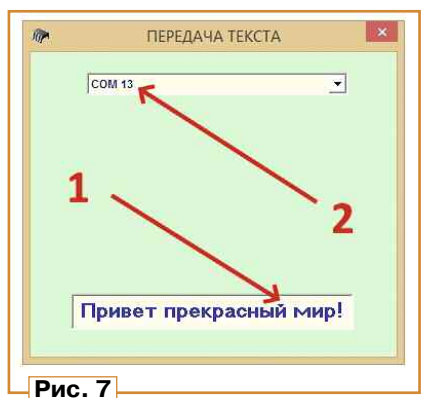 ПЕРЕДАЧА ТЕКСТА
COM 13
1
2
Привет прекрасный мир!
Рис. 7